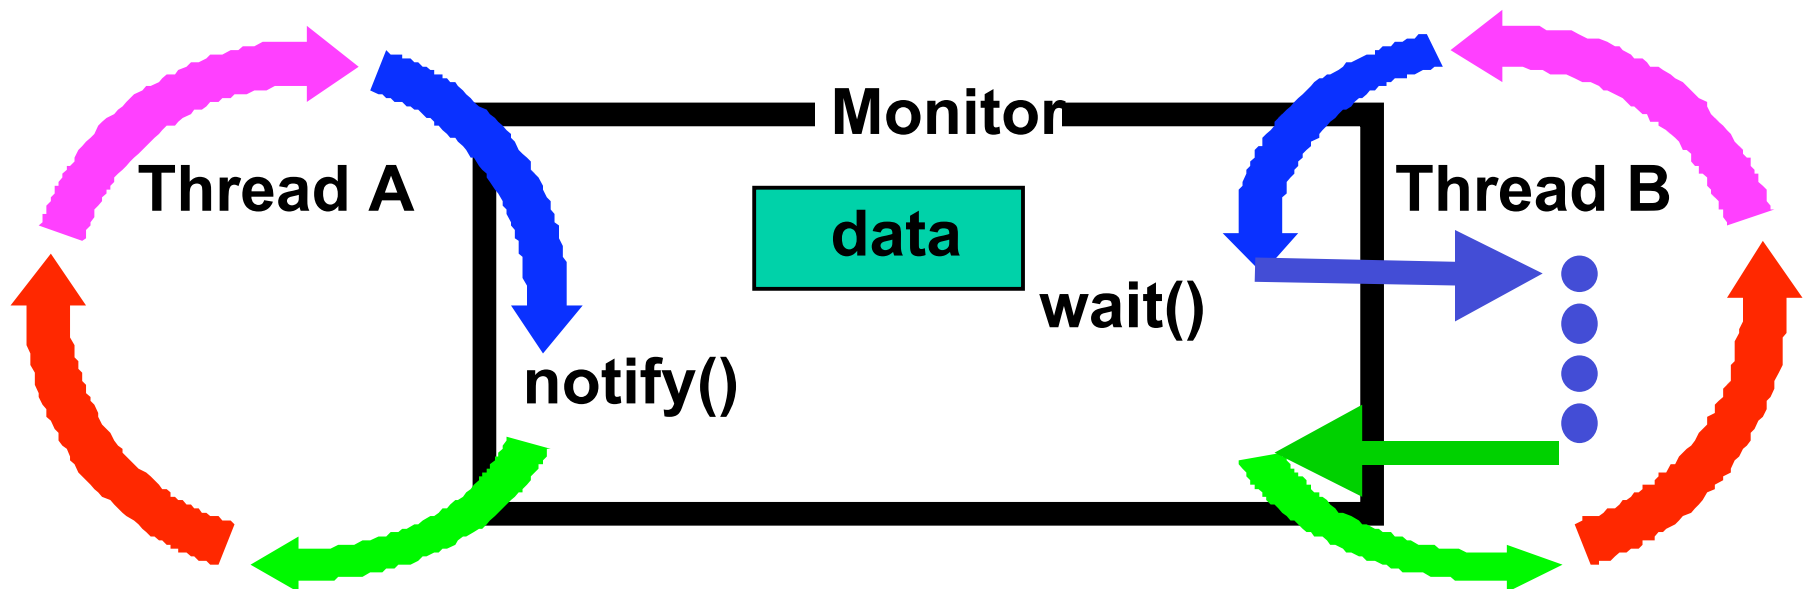 Monitor
Thread A
Thread B
data
wait()
notify()